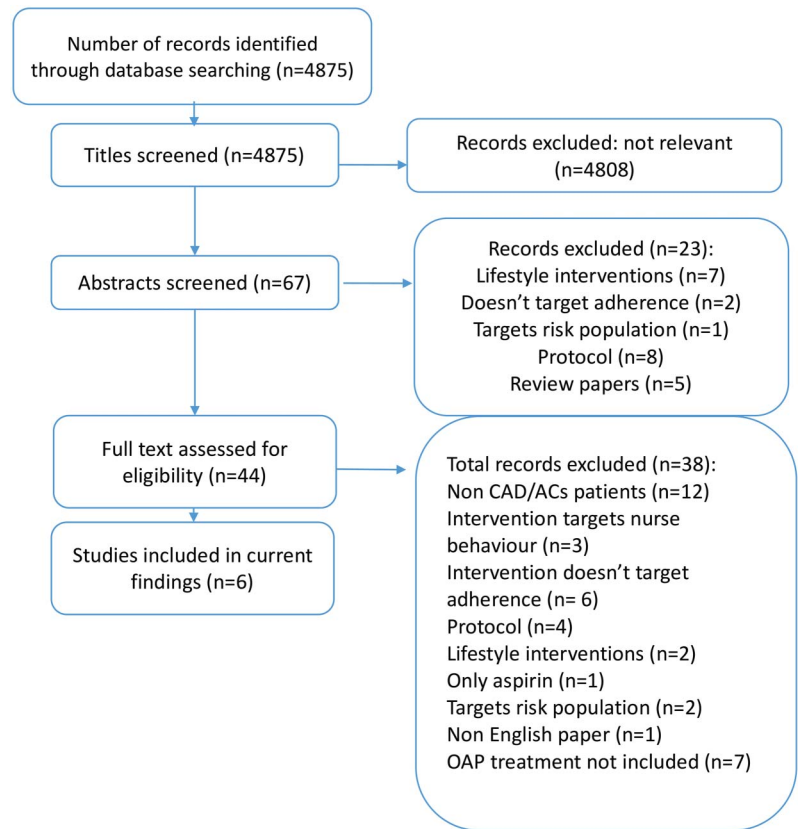 Number of records identified
through database searching (n=4875)
Titles screened (n=4875)
Records excluded: not relevant
(n=4808)
Abstracts screened (n=67)
Records excluded (n=23):
Lifestyle interventions (n=7)
Doesn’t target adherence (n=2)
Targets risk population (n=1)
Protocol (n=8)
Review papers (n=5)
Full text assessed for
eligibility (n=44)
Total records excluded (n=38):
Non CAD/ACs patients (n=12)
Intervention targets nurse
behaviour (n=3)
Intervention doesn’t target
adherence (n= 6)
Protocol (n=4)
Lifestyle interventions (n=2)
Only aspirin (n=1)
Targets risk population (n=2)
Non English paper (n=1)
OAP treatment not included (n=7)
Studies included in current
findings (n=6)